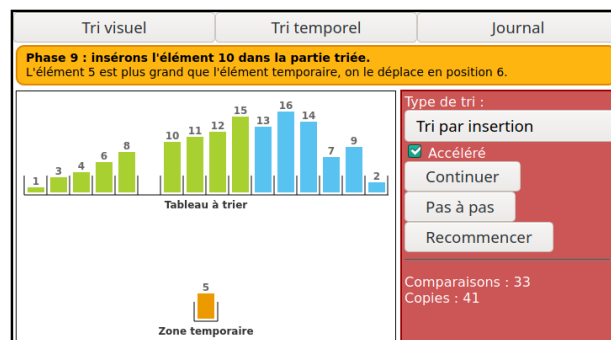 Tri visuel
Tri temporel
Journal
Phase 9 : insérons l'élément 10 dans la partie triée.
L'élément 5 est plus grand que l'élément temporaire, on le déplace en position 6.
1 3 4 6 8 10 11 12 15 13 16 14 7 9 2
Tableau à trier
5
Zone temporaire
Type de tri :
Tri par insertion
Accéléré
Continuer
Pas à pas
Recommencer
Comparaisons : 33
Copies : 41